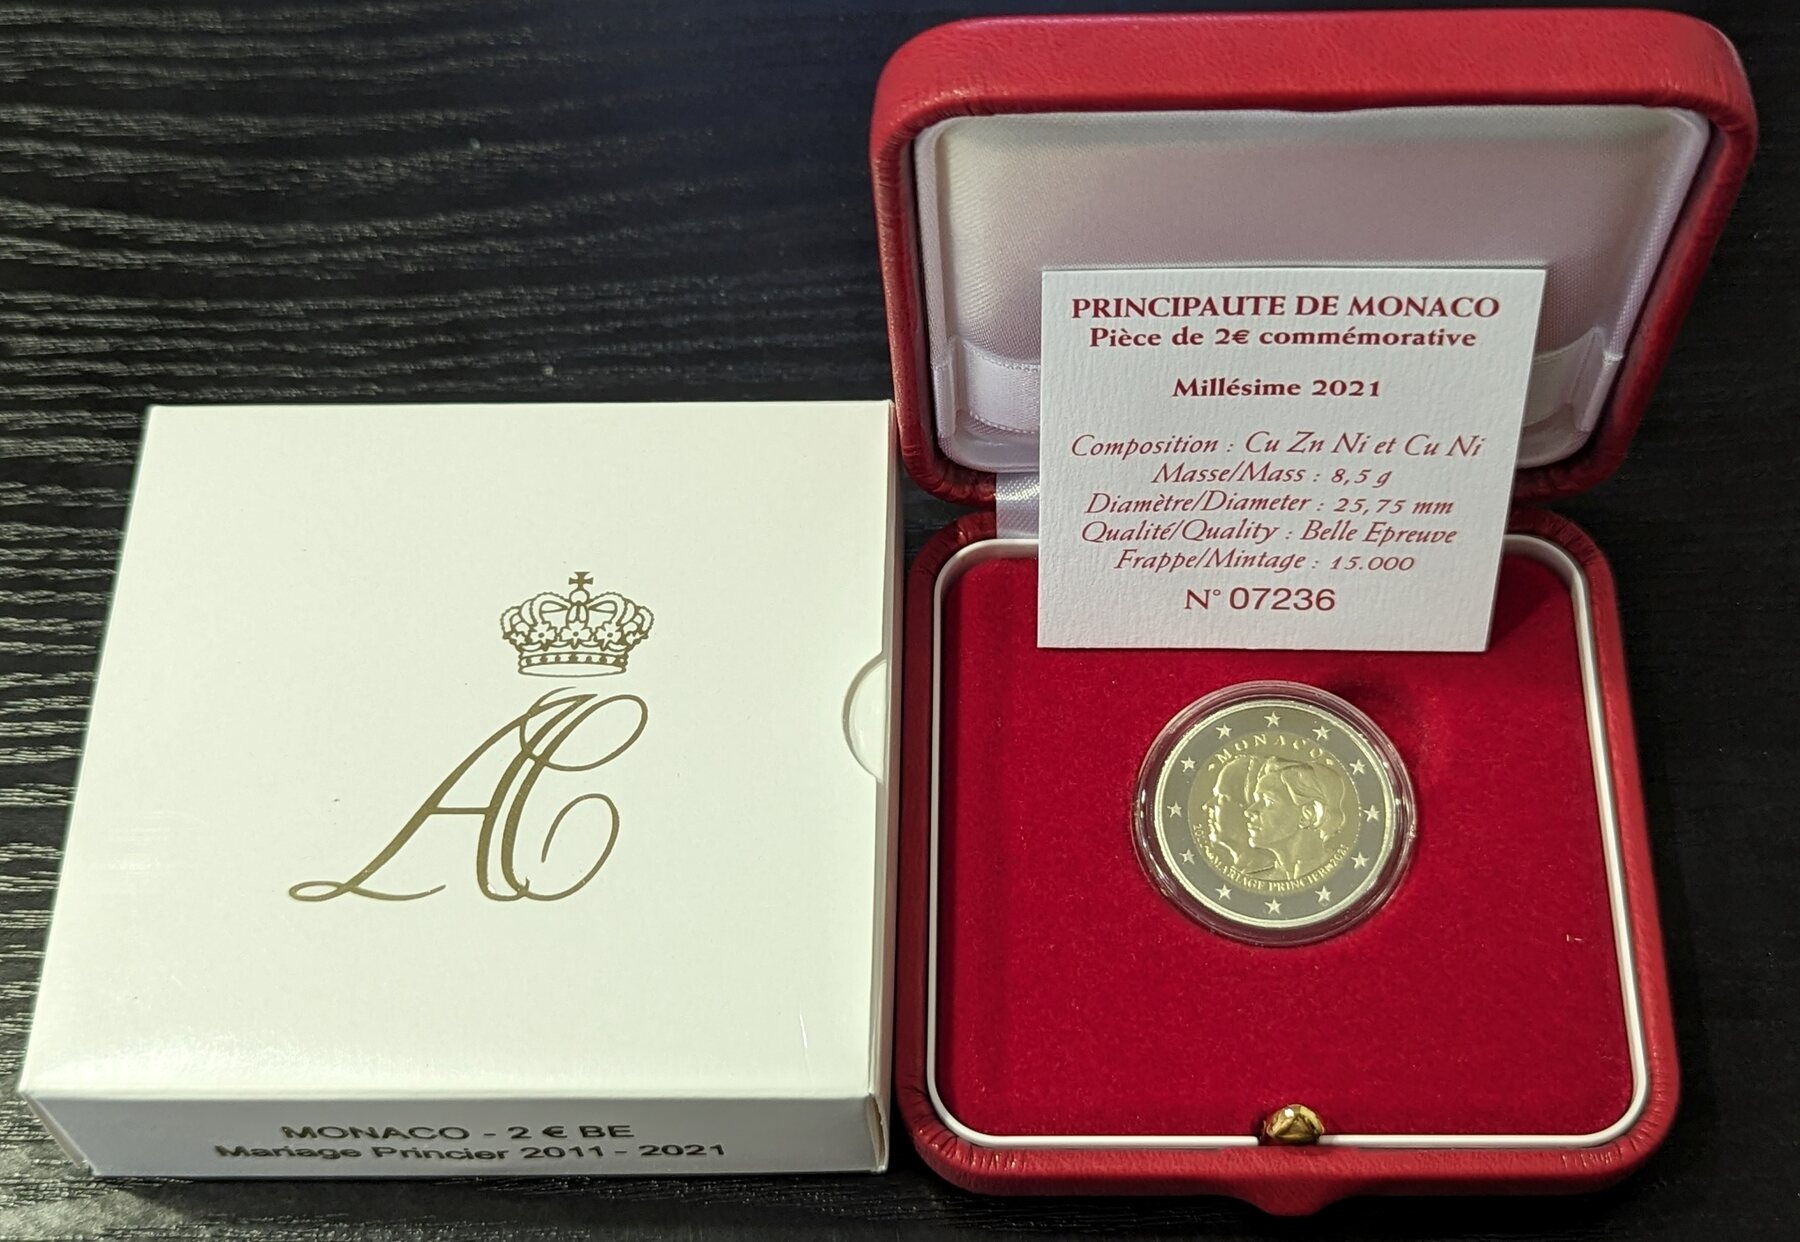 AC
MONACO - 2 € BE
Mariage Princier 2011 - 2021
PRINCIPAUTE DE MONACO
Pièce de 2€ commémorative
Millésime 2021
Composition : Cu Zn Ni et Cu Ni
Masse/Mass : 8,5 g
Diamètre/Diameter : 25,75 mm
Qualité/Quality : Belle Epreuve
Frappe/Mintage : 15.000
N° 07236
MONACO
MARIAGE PRINCIER 2021